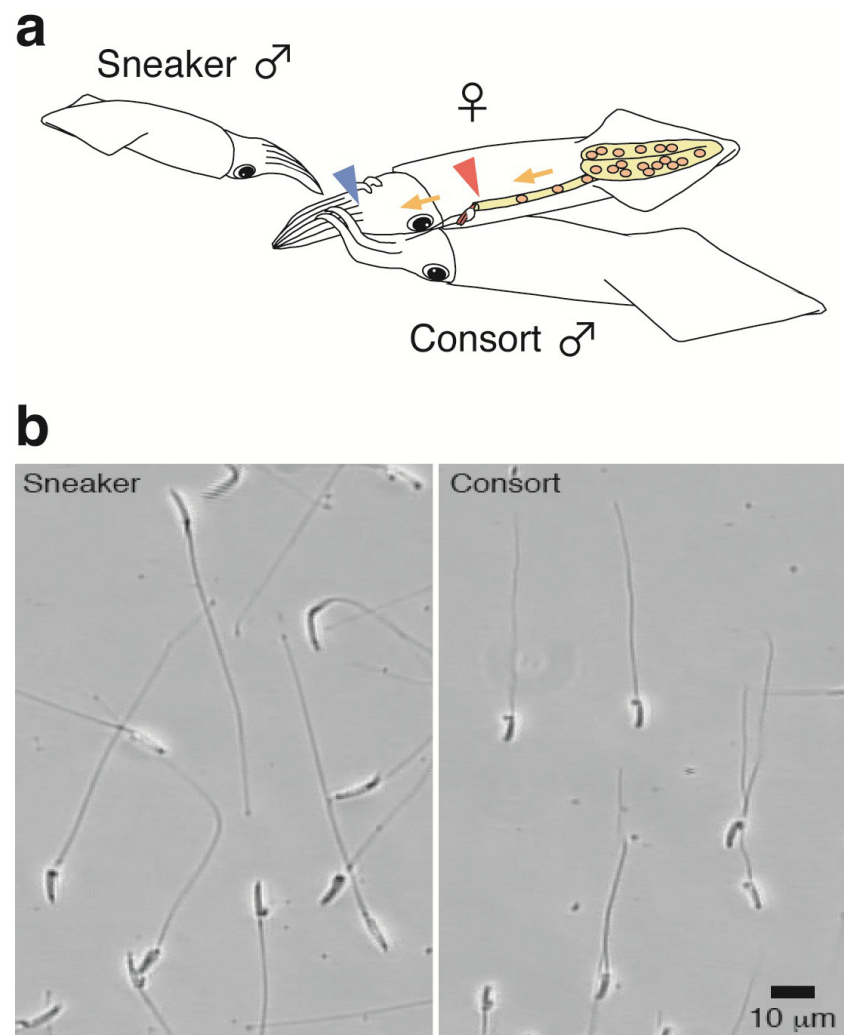 a
Sneaker ♂
♀
Consort ♂
b
Sneaker
Consort
10 μm